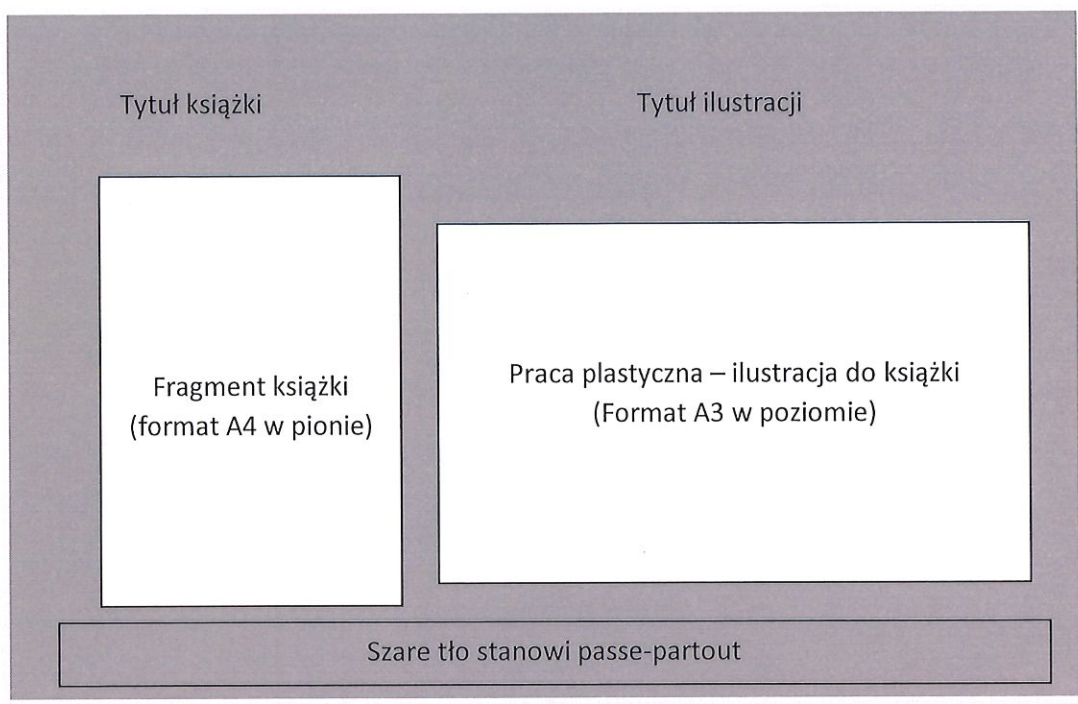 Tytuł książki
Tytuł ilustracji
Fragment książki
(format A4 w pionie)
Praca plastyczna – ilustracja do książki
(Format A3 w poziomie)
Szare tło stanowi passe-partout